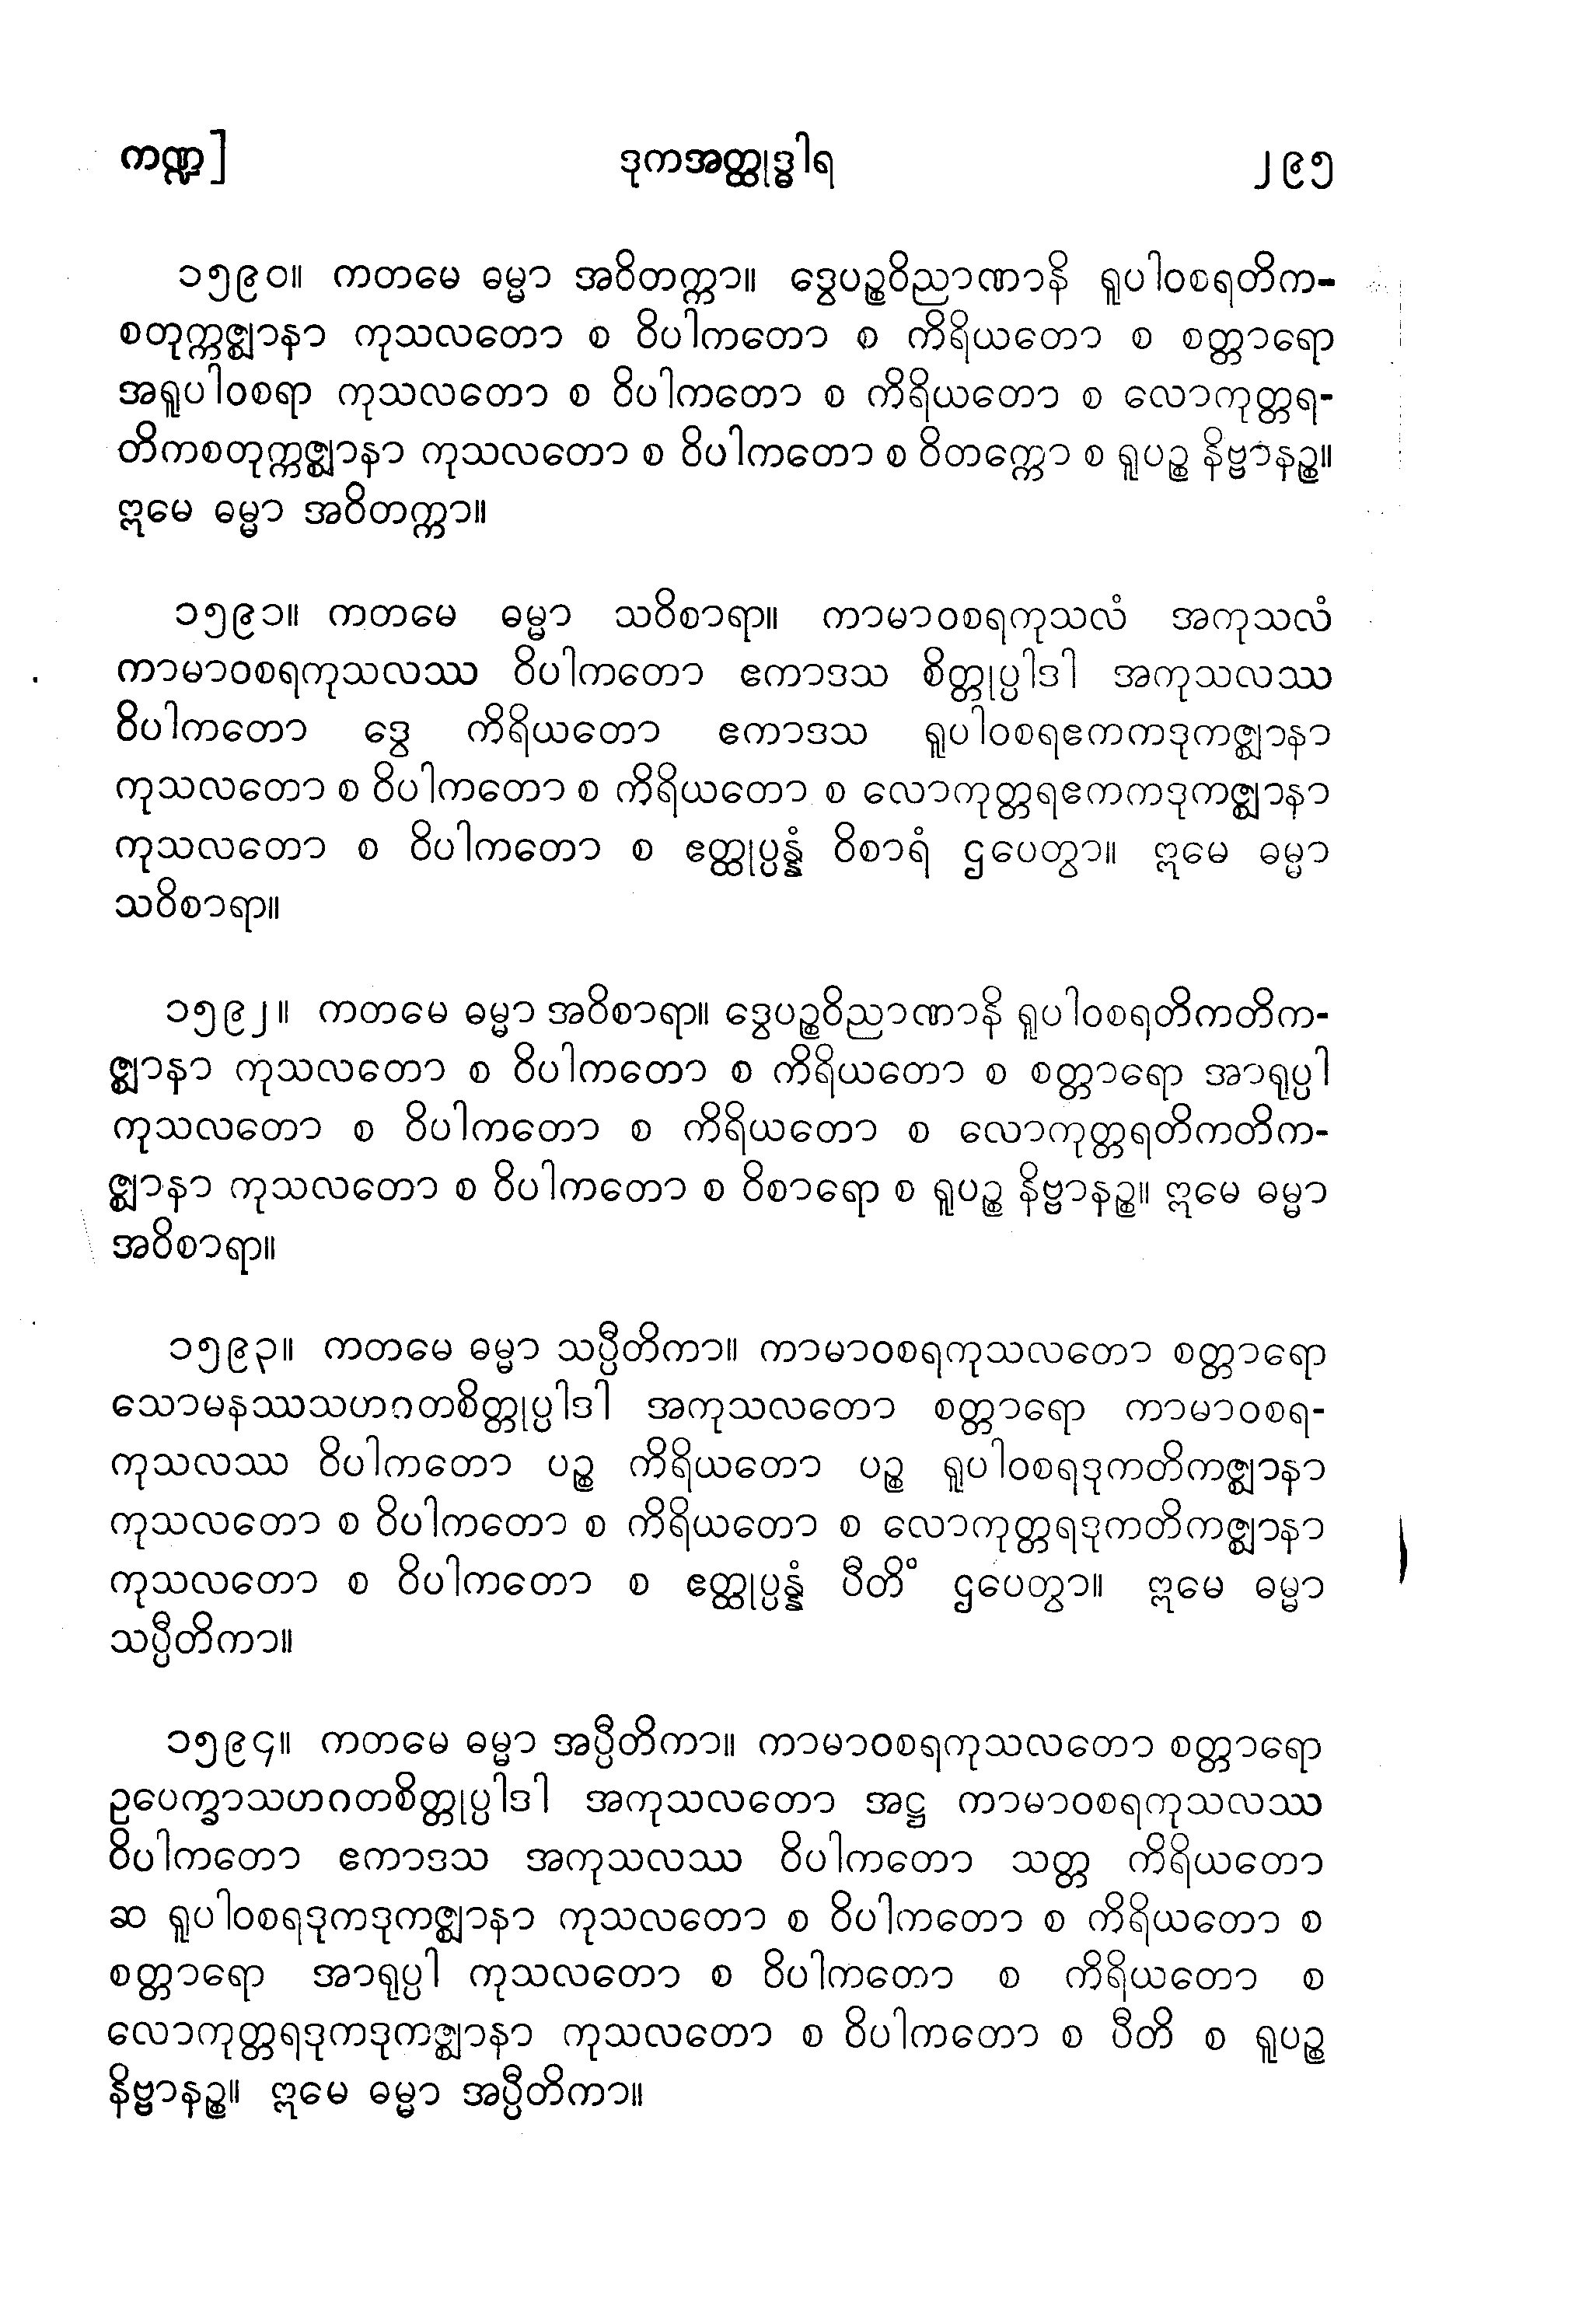 ကဏ္ဍ]
ဒုကအတ္ထုဒ္ဓါရ
၂၉၅
၁၅၉၀။ ကတမေ ဓမ္မာ အဝိတက္ကာ။ ဒွေပဉ္စဝိညာဏာနိ ရူပါဝစရတိက-
စတုက္ကဇ္ဈာနာ ကုသလတော စ ဝိပါကတော စ ကိရိယတော စ စတ္တာရော
အရူပါဝစရာ ကုသလတော စ ဝိပါကတော စ ကိရိယတော စ လောကုတ္တရ-
တိကစတုက္ကဇ္ဈာနာ ကုသလတော စ ဝိပါကတော စ ဝိတက္ကော စ ရူပဉ္စ နိဗ္ဗာနဉ္စ။
ဣမေ ဓမ္မာ အဝိတက္ကာ။
၁၅၉၁။ ကတမေ ဓမ္မာ သဝိစာရာ။ ကာမာဝစရကုသလံ အကုသလံ
ကာမာဝစရကုသလဿ ဝိပါကတော ဧကာဒသ စိတ္တုပ္ပါဒါ အကုသလဿ
ဝိပါကတော ဒွေ ကိရိယတော ဧကာဒသ ရူပါဝစရဧကကဒုကဇ္ဈာနာ
ကုသလတော စ ဝိပါကတော စ ကိရိယတော စ လောကုတ္တရဧကကဒုကဇ္ဈာနာ
ကုသလတော စ ဝိပါကတော စ ဧတ္ထုပ္ပန္နံ ဝိစာရံ ဌပေတွာ။ ဣမေ ဓမ္မာ
သဝိစာရာ။
၁၅၉၂။ ကတမေ ဓမ္မာ အဝိစာရာ။ ဒွေပဉ္စဝိညာဏာနိ ရူပါဝစရတိကတိက-
ဇ္ဈာနာ ကုသလတော စ ဝိပါကတော စ ကိရိယတော စ စတ္တာရော အာရုပ္ပါ
ကုသလတော စ ဝိပါကတော စ ကိရိယတော စ လောကုတ္တရတိကတိက-
ဇ္ဈာနာ ကုသလတော စ ဝိပါကတော စ ဝိစာရော စ ရူပဉ္စ နိဗ္ဗာနဉ္စ။ ဣမေ ဓမ္မာ
အဝိစာရာ။
၁၅၉၃။ ကတမေ ဓမ္မာ သပ္ပီတိကာ။ ကာမာဝစရကုသလတော စတ္တာရော
သောမနဿသဟဂတစိတ္တုပ္ပါဒါ အကုသလတော စတ္တာရော ကာမာဝစရ-
ကုသလဿ ဝိပါကတော ပဉ္စ ကိရိယတော ပဉ္စ ရူပါဝစရဒုကတိကဇ္ဈာနာ
ကုသလတော စ ဝိပါကတော စ ကိရိယတော စ လောကုတ္တရဒုကတိကဇ္ဈာနာ
ကုသလတော စ ဝိပါကတော စ ဧတ္ထုပ္ပန္နံ ပီတိံ ဌပေတွာ။ ဣမေ ဓမ္မာ
သပ္ပီတိကာ။
၁၅၉၄။ ကတမေ ဓမ္မာ အပ္ပီတိကာ။ ကာမာဝစရကုသလတော စတ္တာရော
ဥပေက္ခာသဟဂတစိတ္တုပ္ပါဒါ အကုသလတော အဋ္ဌ ကာမာဝစရကုသလဿ
ဝိပါကတော ဧကာဒသ အကုသလဿ ဝိပါကတော သတ္တ ကိရိယတော
ဆ ရူပါဝစရဒုကဒုကဇ္ဈာနာ ကုသလတော စ ဝိပါကတော စ ကိရိယတော စ
စတ္တာရော အာရုပ္ပါ ကုသလတော စ ဝိပါကတော စ ကိရိယတော စ
လောကုတ္တရဒုကဒုကဇ္ဈာနာ ကုသလတော စ ဝိပါကတော စ ပီတိ စ ရူပဉ္စ
နိဗ္ဗာနဉ္စ။ ဣမေ ဓမ္မာ အပ္ပီတိကာ။